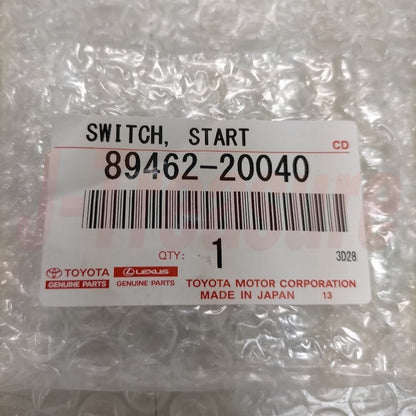 SWITCH, START
CD
89462-20040
QTY: 1
3D28
TOYOTA
GENUINE PARTS
LEXUS
GENUINE PARTS
TOYOTA MOTOR CORPORATION
MADE IN JAPAN 13